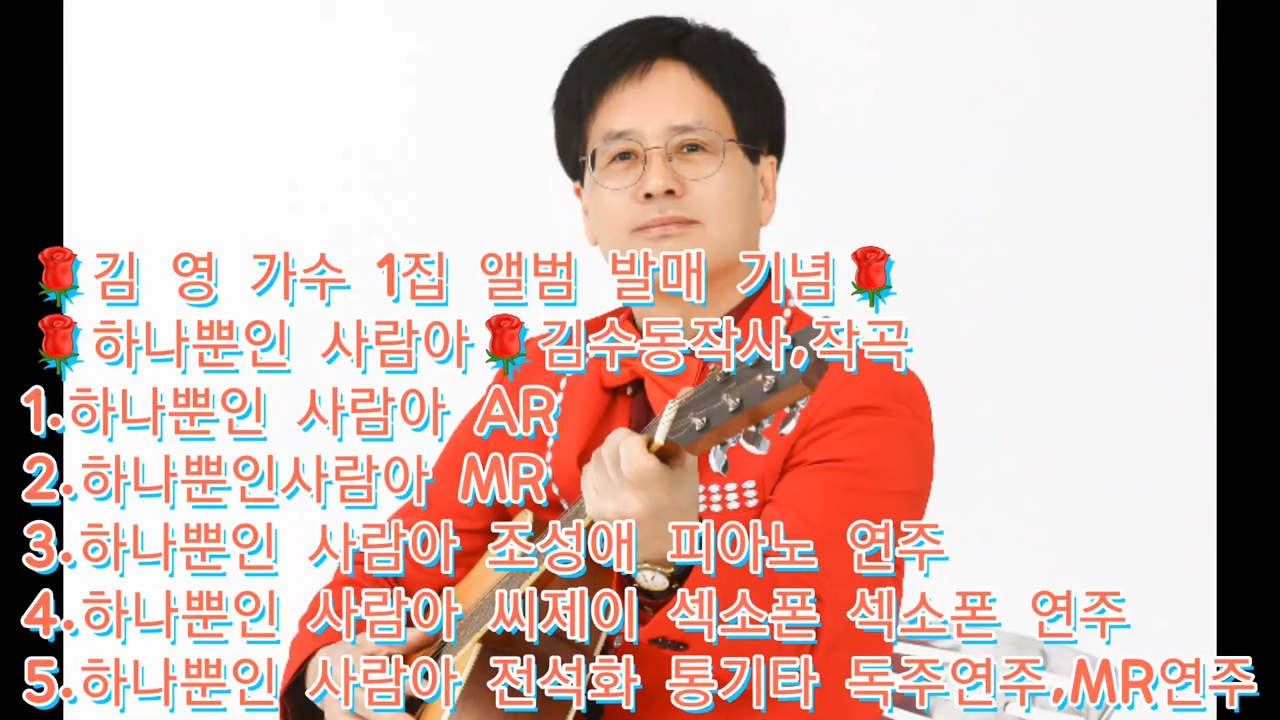 🌹김 영 가수 1집 앨범 발매 기념🌹
🌹하나뿐인 사람아🌹김수동작사,작곡
1.하나뿐인 사람아 AR
2.하나뿐인사람아 MR
3.하나뿐인 사람아 조성애 피아노 연주
4.하나뿐인 사람아 씨제이 섹소폰 섹소폰 연주
5.하나뿐인 사람아 전석화 통기타 독주연주,MR연주